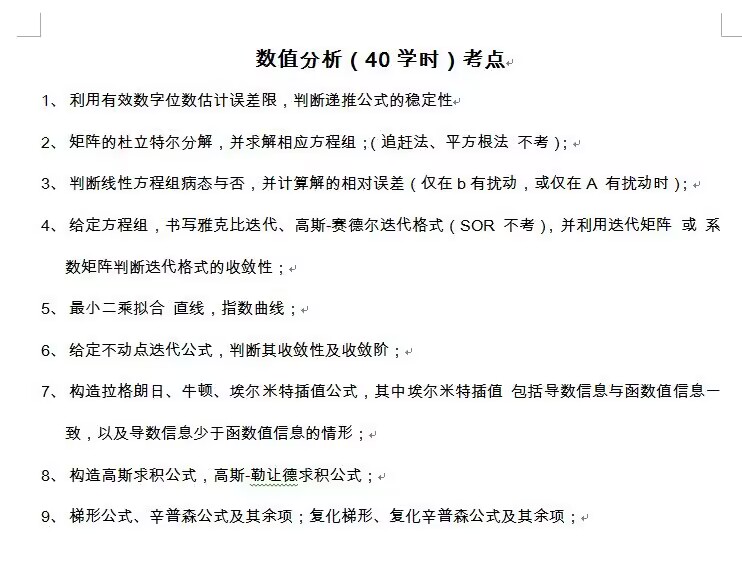 数值分析（40 学时）考点
1、 利用有效数字位数估计误差限，判断递推公式的稳定性
2、 矩阵的杜立特尔分解，并求解相应方程组；（追赶法、平方根法 不考）；
3、 判断线性方程组病态与否，并计算解的相对误差（仅在b有扰动，或仅在A 有扰动时）；
4、 给定方程组，书写雅克比迭代、高斯-赛德尔迭代格式（SOR 不考），并利用迭代矩阵 或 系
数矩阵判断迭代格式的收敛性；
5、 最小二乘拟合 直线，指数曲线；
6、 给定不动点迭代公式，判断其收敛性及收敛阶；
7、 构造拉格朗日、牛顿、埃尔米特插值公式，其中埃尔米特插值 包括导数信息与函数值信息一
致，以及导数信息少于函数值信息的情形；
8、 构造高斯求积公式，高斯-勒让德求积公式；
9、 梯形公式、辛普森公式及其余项；复化梯形、复化辛普森公式及其余项；